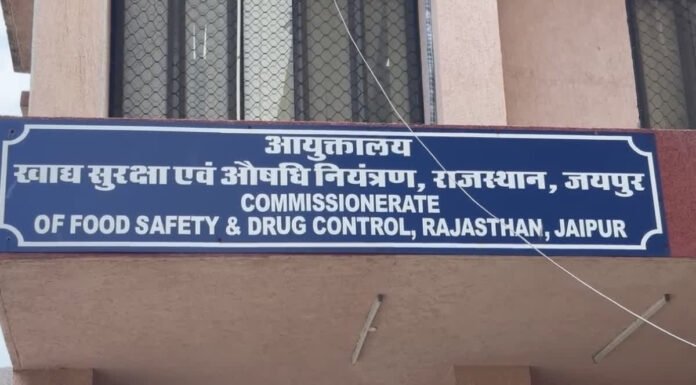 आयुक्तालय
खाद्य सुरक्षा एवं औषधि नियंत्रण, राजस्थान, जयपुर
COMMISSIONERATE
OF FOOD SAFETY & DRUG CONTROL, RAJASTHAN, JAIPUR